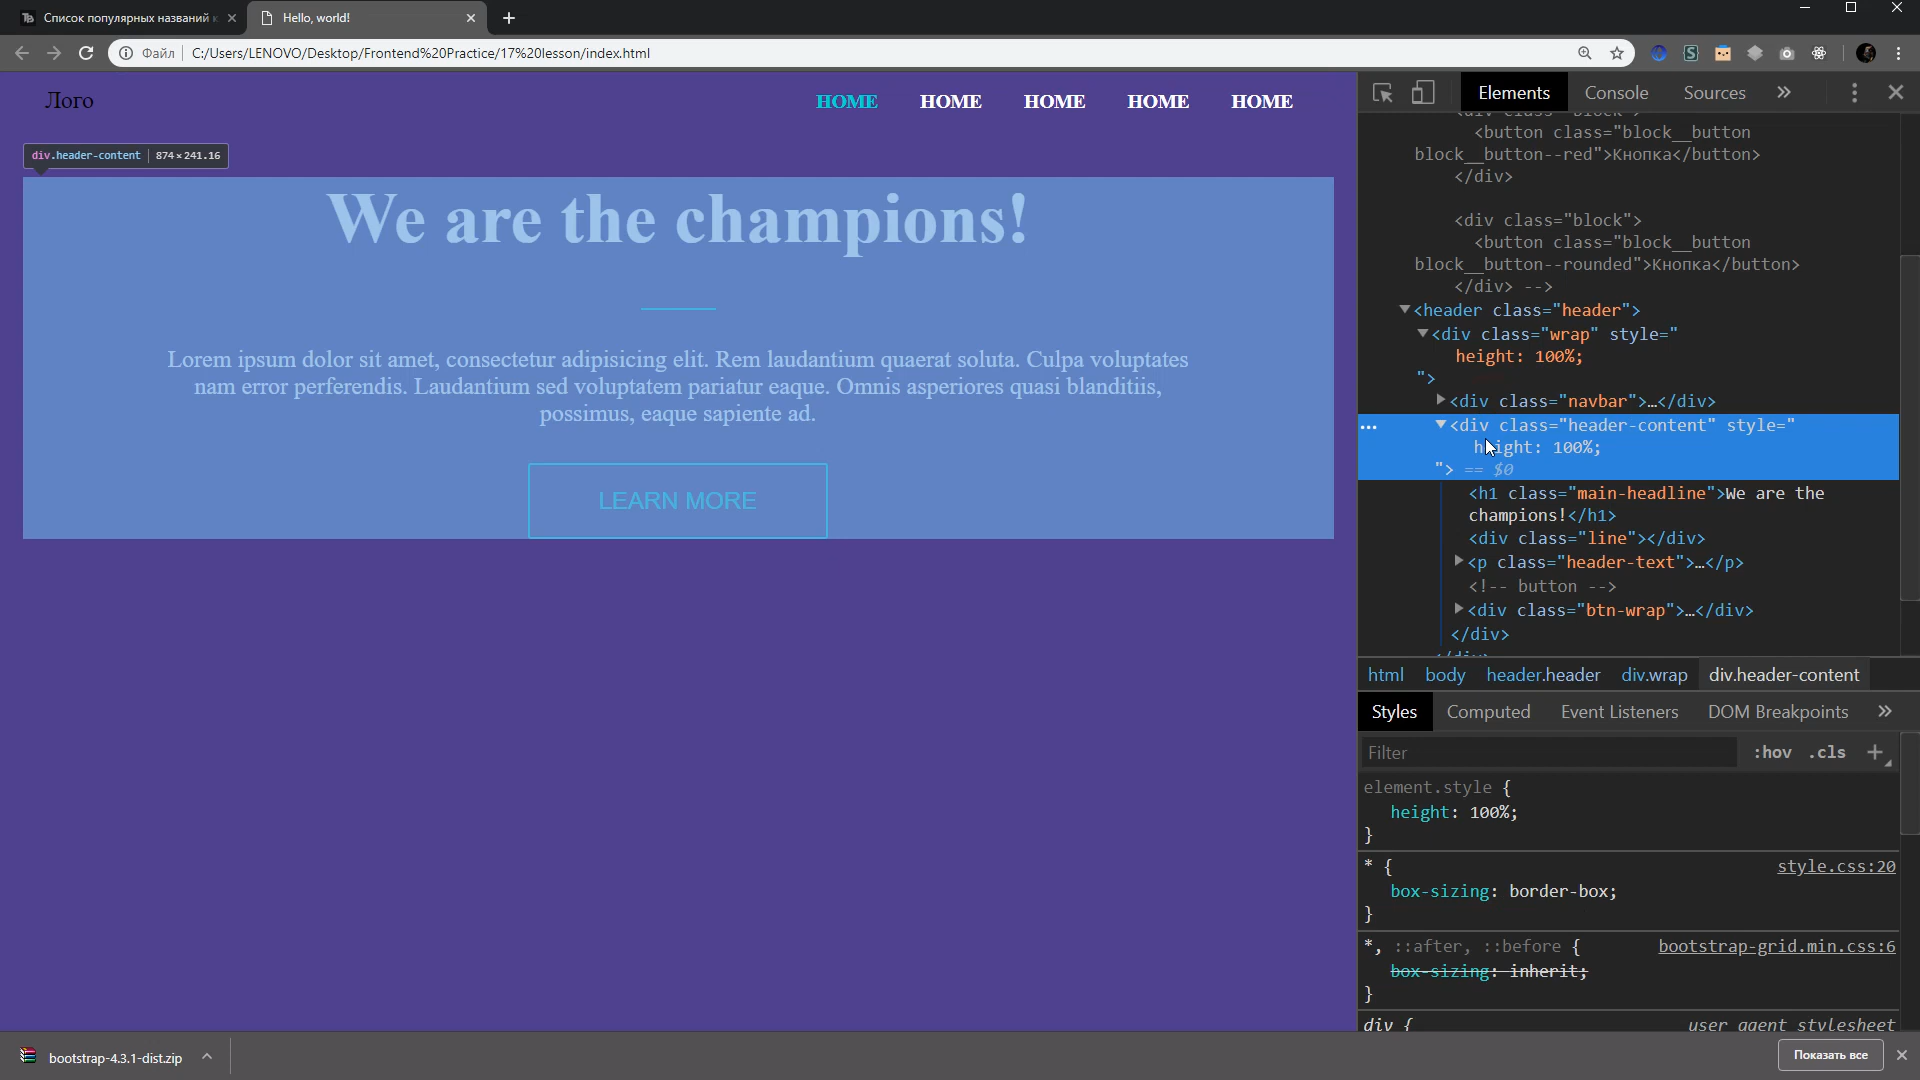 Список популярных названий к
Hello, world!
Файл
C:/Users/LENOVO/Desktop/Frontend%20Practice/17%20lesson/index.html
Лого
HOME HOME HOME HOME HOME
div.header-content 874×241.16
We are the champions!
Lorem ipsum dolor sit amet, consectetur adipisicing elit. Rem laudantium quaerat soluta. Culpa voluptates
nam error perferendis. Laudantium sed voluptatem pariatur eaque. Omnis asperiores quasi blanditiis,
possimus, eaque sapiente ad.
LEARN MORE
Elements Console Sources »
<div class="block">
<button class="block__button
block__button--red">Кнопка</button>
</div>
<div class="block">
<button class="block__button
block__button--rounded">Кнопка</button>
</div> -->
<header class="header">
<div class="wrap" style="
height: 100%;
">
<div class="navbar">…</div>
<div class="header-content" style="
height: 100%;
"> == $0
<h1 class="main-headline">We are the
champions!</h1>
<div class="line"></div>
<p class="header-text">…</p>
<!-- button -->
<div class="btn-wrap">…</div>
</div>
</div>
html body header.header div.wrap div.header-content
Styles Computed Event Listeners DOM Breakpoints »
Filter :hov .cls +
element.style {
height: 100%;
}
* { style.css:20
box-sizing: border-box;
}
*, ::after, ::before { bootstrap-grid.min.css:6
box-sizing: inherit;
}
div { user agent stylesheet
bootstrap-4.3.1-dist.zip
Показать все